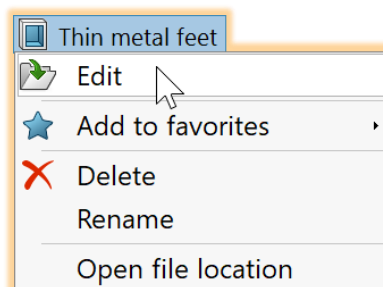 Thin metal feet
Edit
Add to favorites
Delete
Rename
Open file location